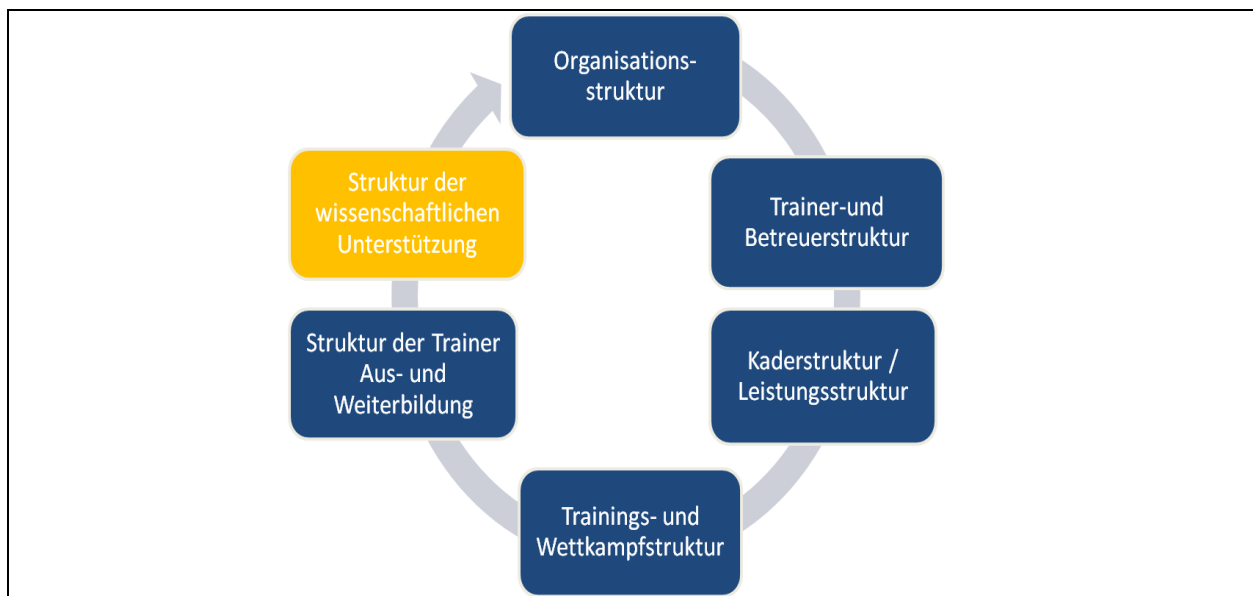 Organisations-
struktur
Trainer-und
Betreuerstruktur
Kaderstruktur /
Leistungsstruktur
Trainings- und
Wettkampfstruktur
Struktur der Trainer
Aus- und
Weiterbildung
Struktur der
wissenschaftlichen
Unterstützung